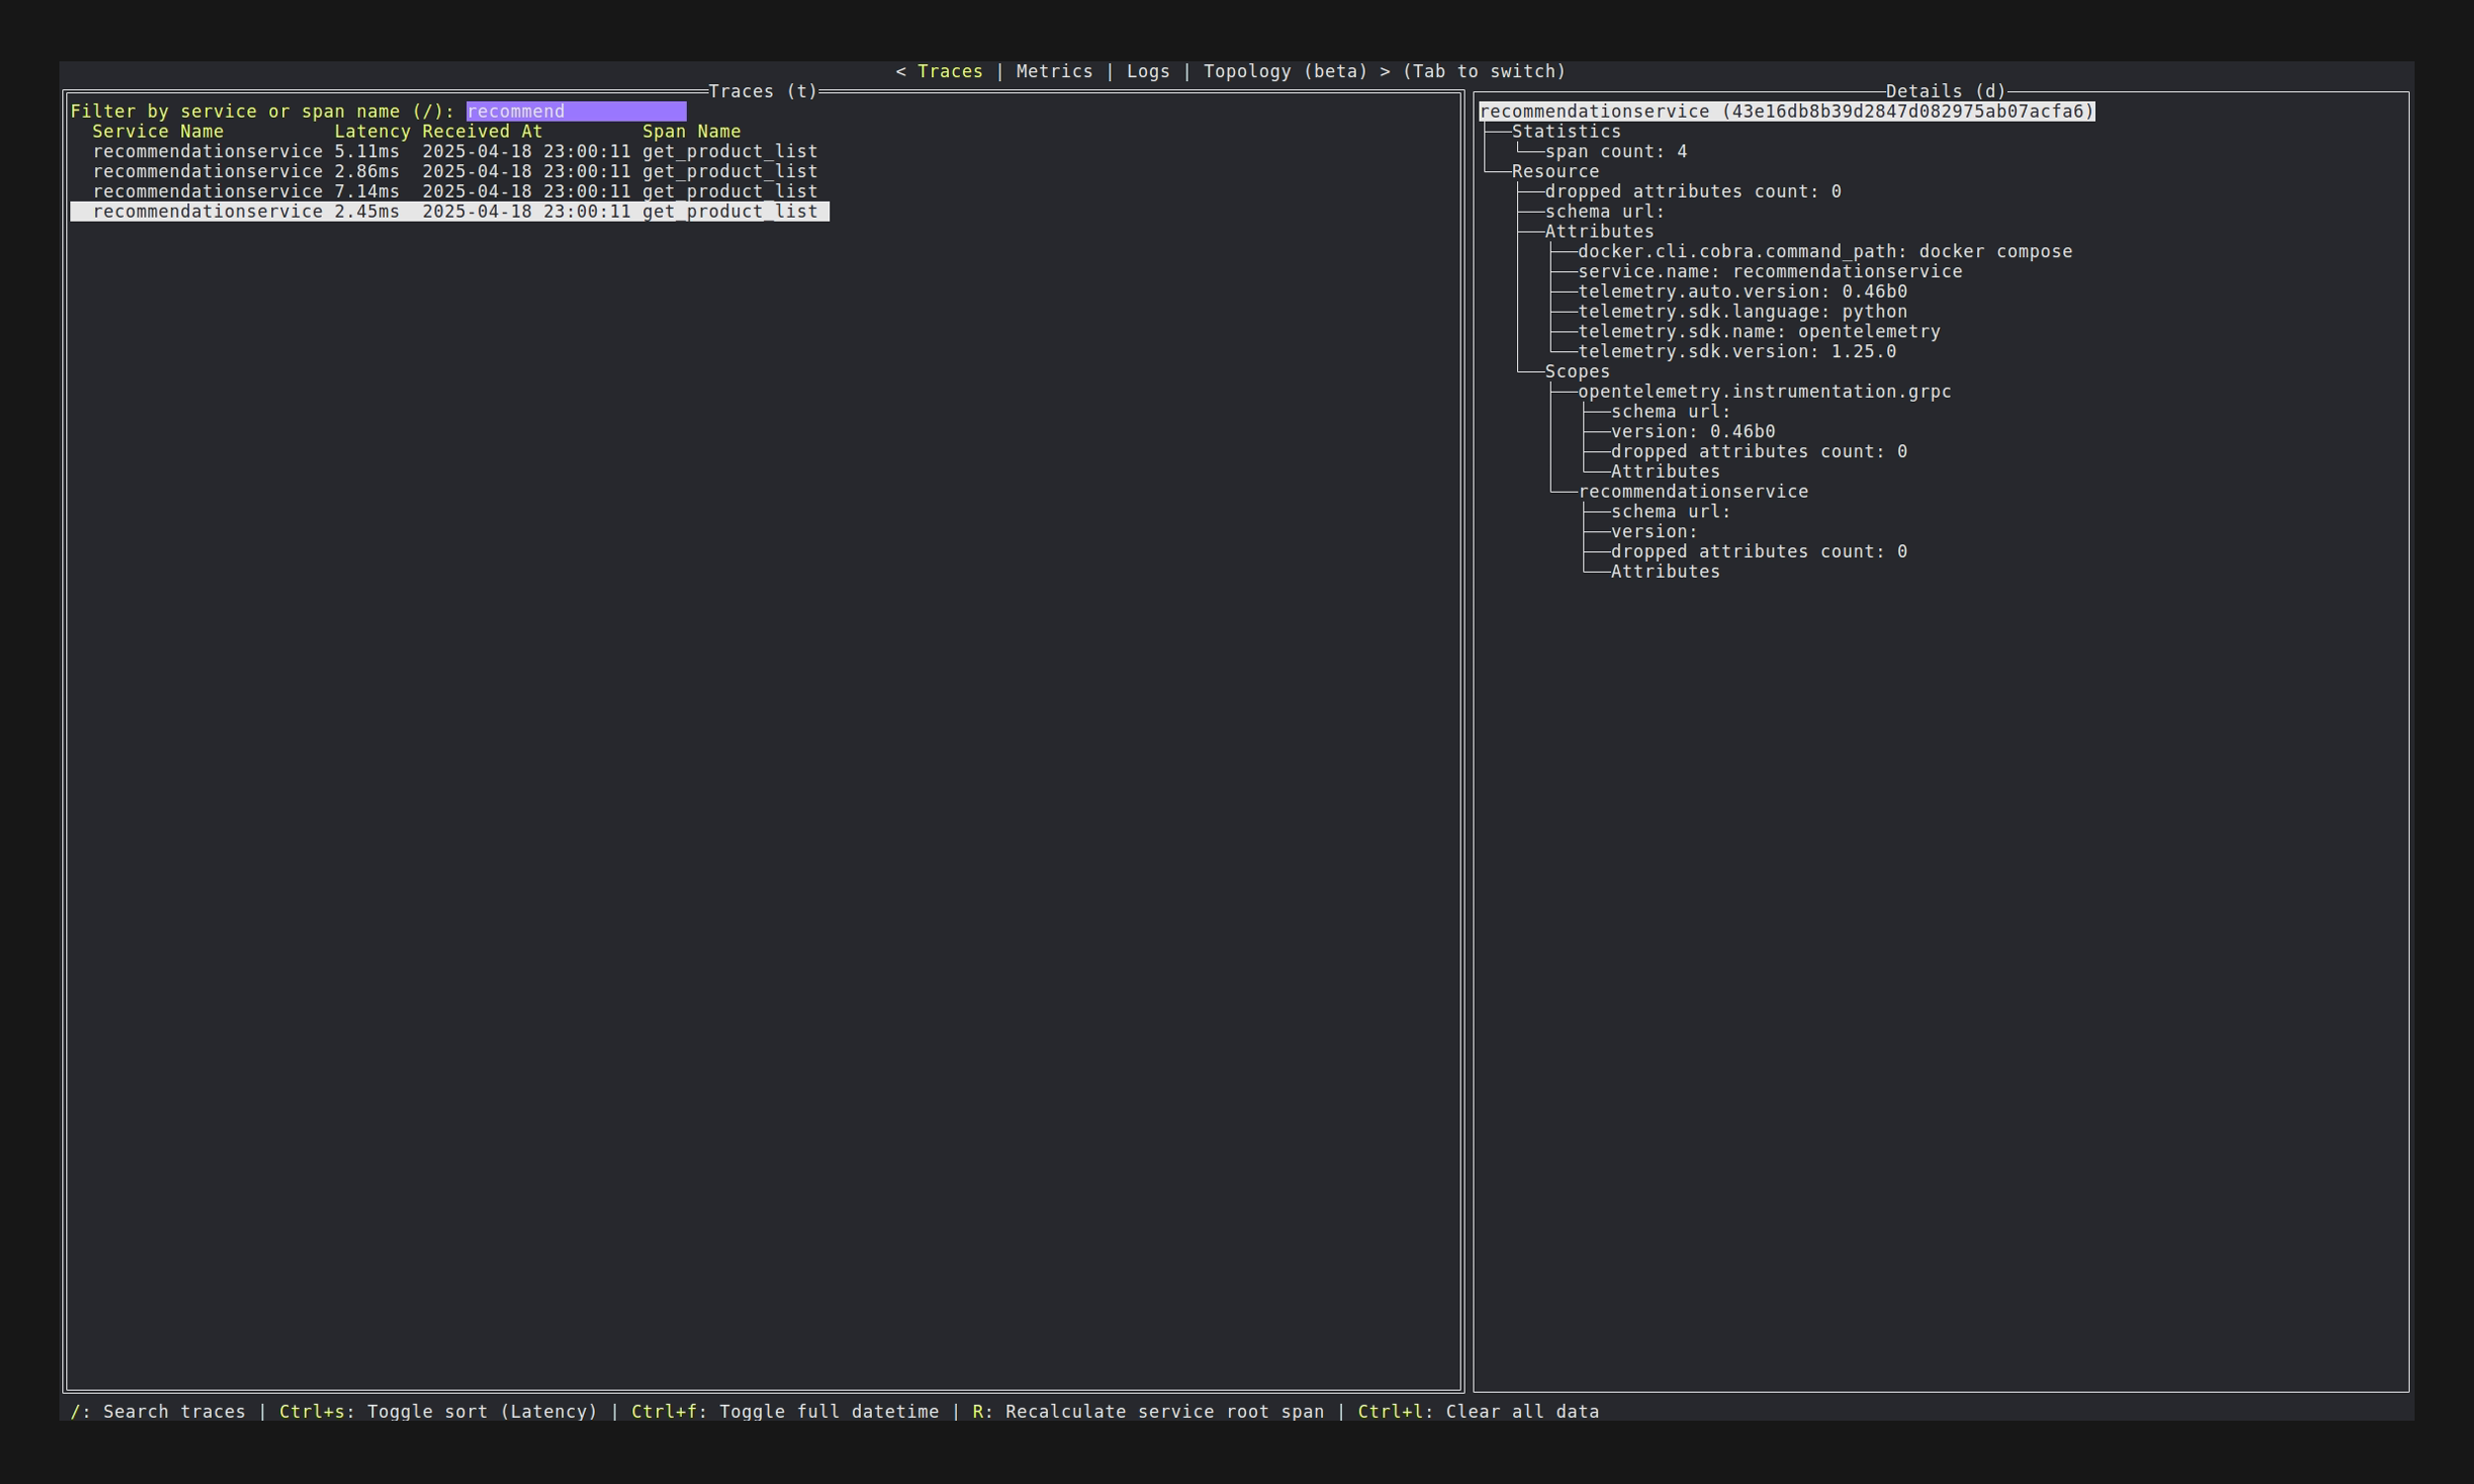 < Traces | Metrics | Logs | Topology (beta) > (Tab to switch)
Traces (t)
Filter by service or span name (/): recommend
Service Name Latency Received At Span Name
recommendationservice 5.11ms 2025-04-18 23:00:11 get_product_list
recommendationservice 2.86ms 2025-04-18 23:00:11 get_product_list
recommendationservice 7.14ms 2025-04-18 23:00:11 get_product_list
recommendationservice 2.45ms 2025-04-18 23:00:11 get_product_list
Details (d)
recommendationservice (43e16db8b39d2847d082975ab07acfa6)
Statistics
span count: 4
Resource
dropped attributes count: 0
schema url:
Attributes
docker.cli.cobra.command_path: docker compose
service.name: recommendationservice
telemetry.auto.version: 0.46b0
telemetry.sdk.language: python
telemetry.sdk.name: opentelemetry
telemetry.sdk.version: 1.25.0
Scopes
opentelemetry.instrumentation.grpc
schema url:
version: 0.46b0
dropped attributes count: 0
Attributes
recommendationservice
schema url:
version:
dropped attributes count: 0
Attributes
/: Search traces | Ctrl+s: Toggle sort (Latency) | Ctrl+f: Toggle full datetime | R: Recalculate service root span | Ctrl+l: Clear all data